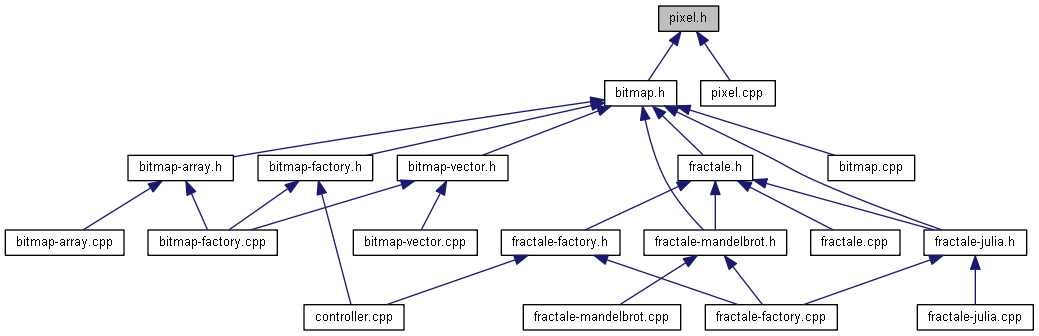 pixel.h
bitmap.h
pixel.cpp
bitmap-array.h
bitmap-factory.h
bitmap-vector.h
fractale.h
bitmap.cpp
bitmap-array.cpp
bitmap-factory.cpp
bitmap-vector.cpp
fractale-factory.h
fractale-mandelbrot.h
fractale.cpp
fractale-julia.h
controller.cpp
fractale-mandelbrot.cpp
fractale-factory.cpp
fractale-julia.cpp